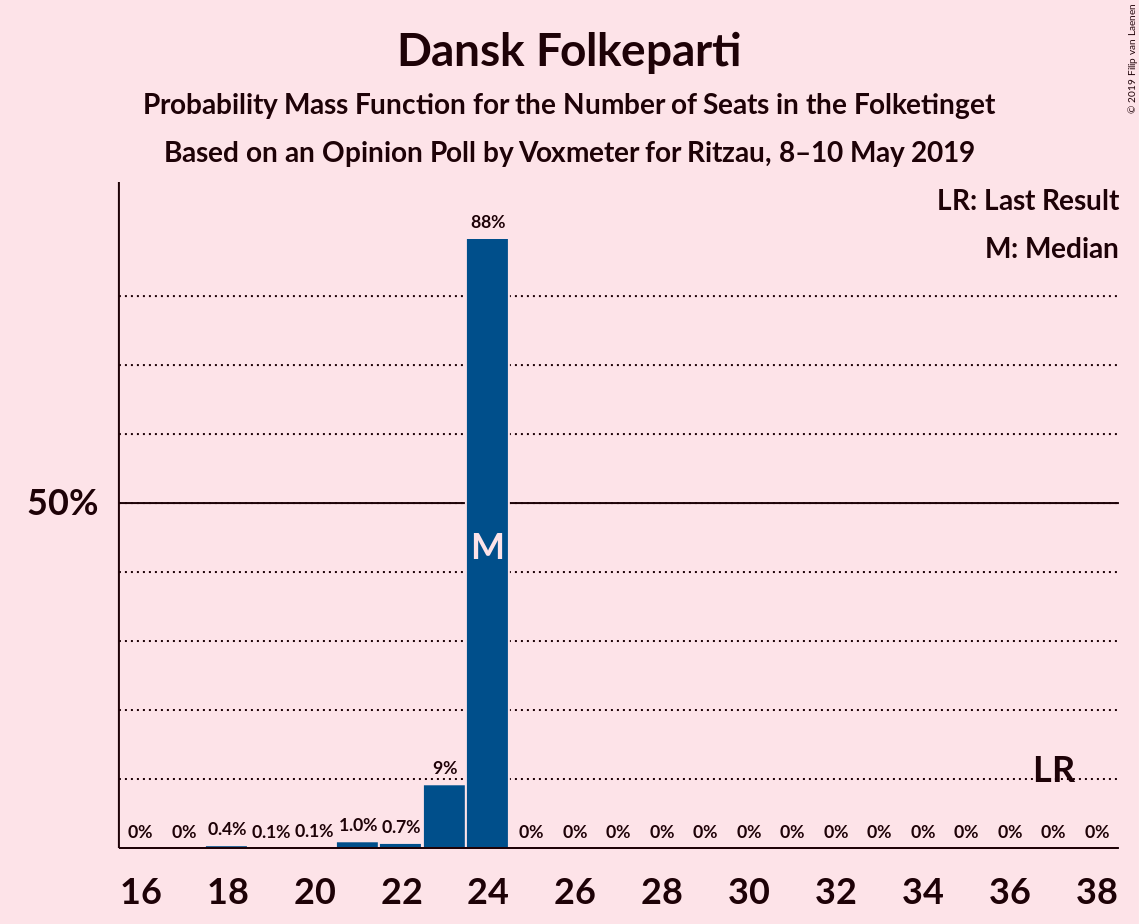 Dansk Folkeparti
Probability Mass Function for the Number of Seats in the Folketinget
Based on an Opinion Poll by Voxmeter for Ritzau, 8–10 May 2019
© 2019 Filip van Laenen
LR: Last Result
M: Median
88%
50%
M
LR
9%
0% 0% 0.4% 0.1% 0.1% 1.0% 0.7% 0% 0% 0% 0% 0% 0% 0% 0% 0% 0% 0% 0% 0% 0%
16 18 20 22 24 26 28 30 32 34 36 38